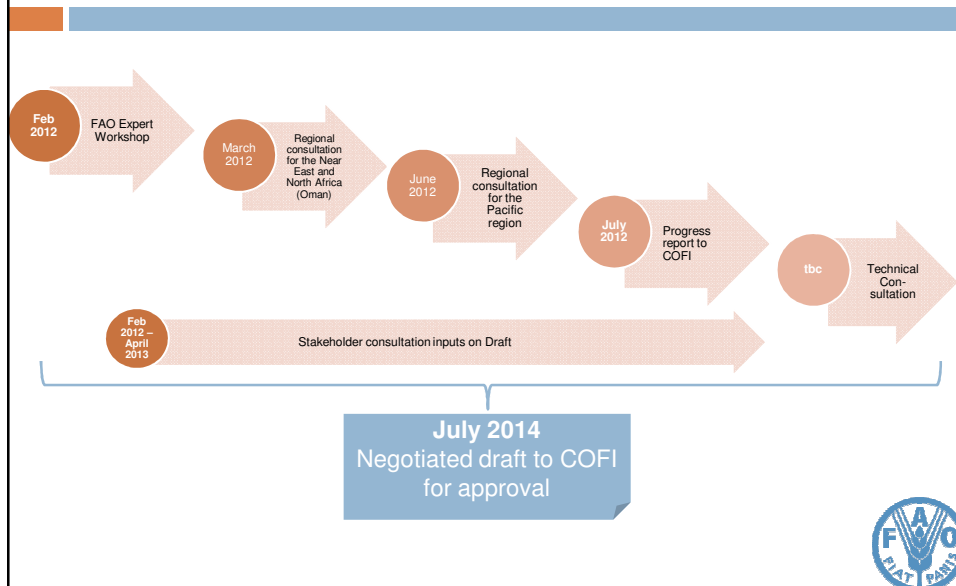 Feb
2012
FAO Expert
Workshop
March
2012
Regional
consultation
for the Near
East and
North Africa
(Oman)
June
2012
Regional
consultation
for the
Pacific
region
July
2012
Progress
report to
COFI
tbc
Technical
Con-
sultation
Feb
2012 –
April
2013
Stakeholder consultation inputs on Draft
July 2014
Negotiated draft to COFI
for approval
F A O
FIAT PANIS